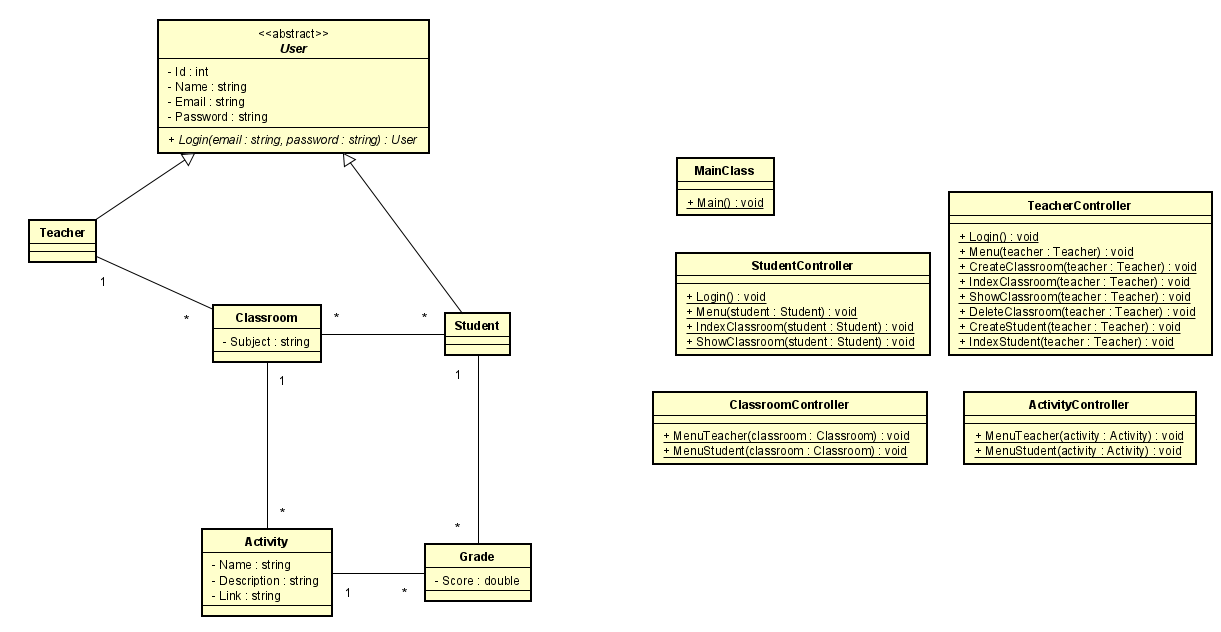 <<abstract>>
User
- Id : int
- Name : string
- Email : string
- Password : string
+ Login(email : string, password : string) : User
Teacher
1
*
Classroom
- Subject : string
*
*
Student
1
1
*
*
Activity
- Name : string
- Description : string
- Link : string
1
*
Grade
- Score : double
MainClass
+ Main() : void
TeacherController
+ Login() : void
+ Menu(teacher : Teacher) : void
+ CreateClassroom(teacher : Teacher) : void
+ IndexClassroom(teacher : Teacher) : void
+ ShowClassroom(teacher : Teacher) : void
+ DeleteClassroom(teacher : Teacher) : void
+ CreateStudent(teacher : Teacher) : void
+ IndexStudent(teacher : Teacher) : void
StudentController
+ Login() : void
+ Menu(student : Student) : void
+ IndexClassroom(student : Student) : void
+ ShowClassroom(student : Student) : void
ClassroomController
+ MenuTeacher(classroom : Classroom) : void
+ MenuStudent(classroom : Classroom) : void
ActivityController
+ MenuTeacher(activity : Activity) : void
+ MenuStudent(activity : Activity) : void